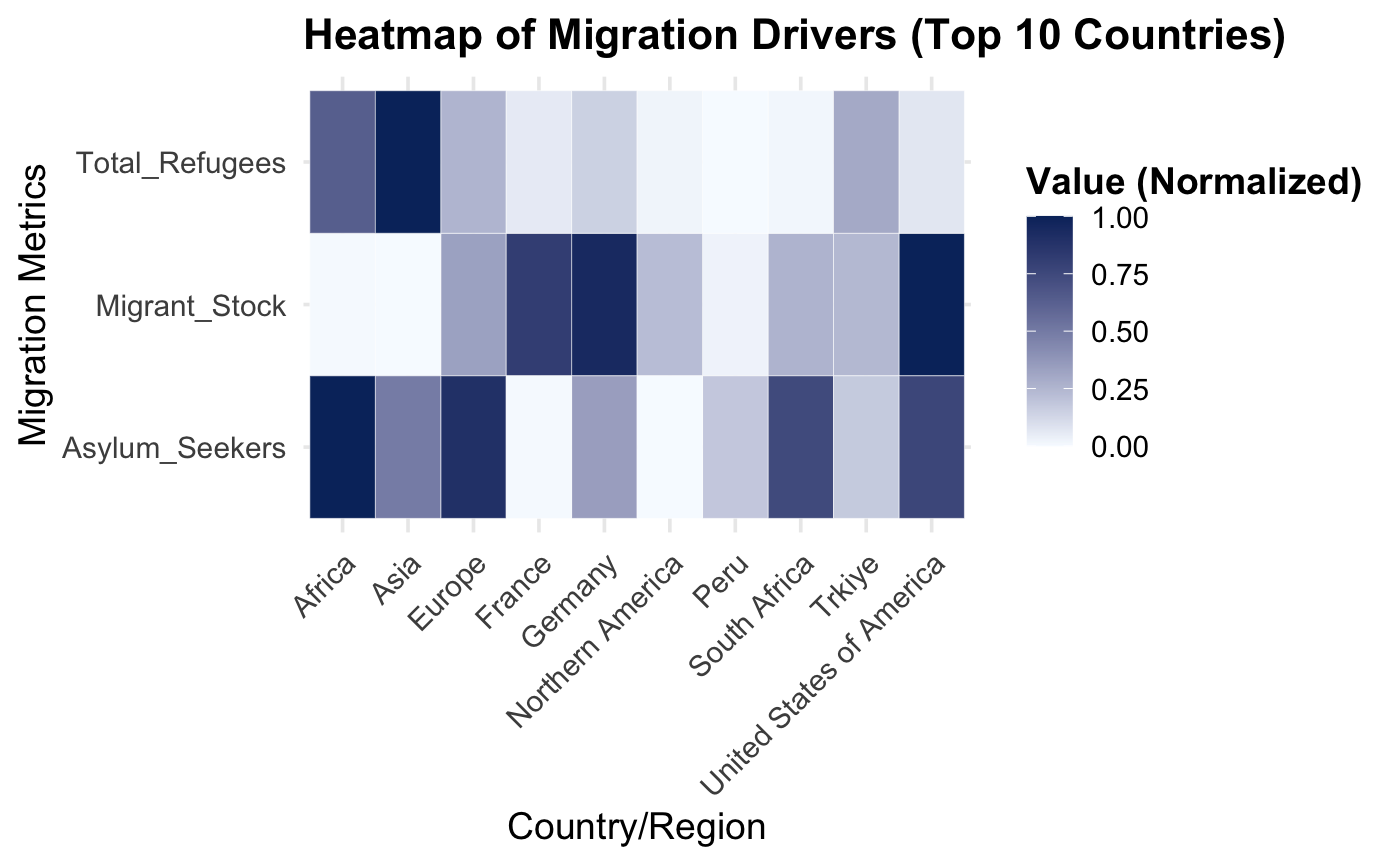 Heatmap of Migration Drivers (Top 10 Countries)
Migration Metrics
Total_Refugees
Migrant_Stock
Asylum_Seekers
Africa
Asia
Europe
France
Germany
Northern America
Peru
South Africa
Trkiye
United States of America
Country/Region
Value (Normalized)
1.00
0.75
0.50
0.25
0.00